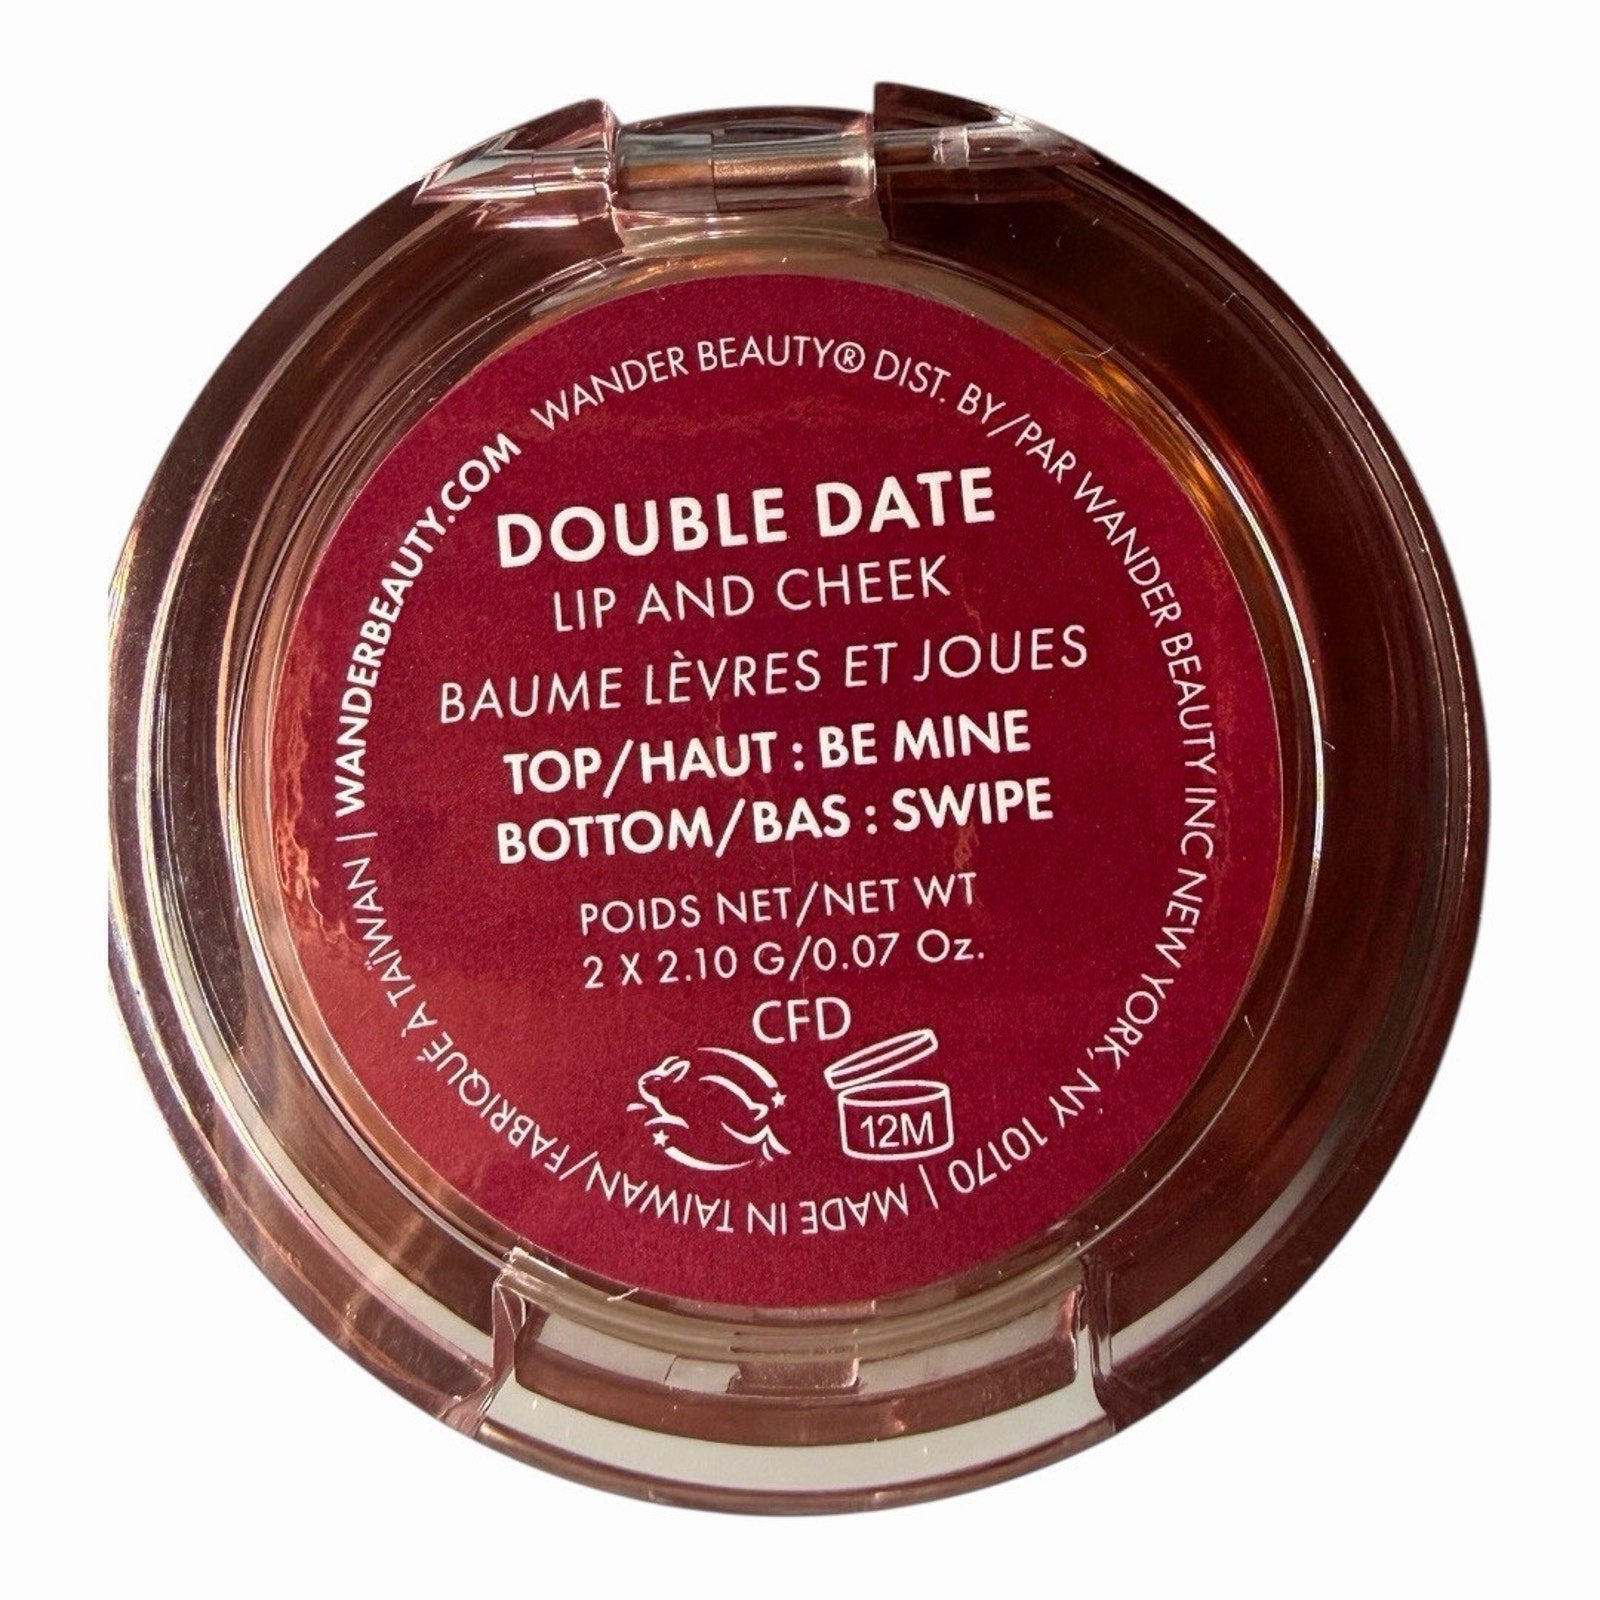 WANDERBEAUTY.COM WANDER BEAUTY® DIST. BY/PAR WANDER BEAUTY INC NEW YORK, NY 10170 | MADE IN TAIWAN/FABRIQUÉ À TAÏWAN |
DOUBLE DATE
LIP AND CHEEK
BAUME LÈVRES ET JOUES
TOP/HAUT : BE MINE
BOTTOM/BAS : SWIPE
POIDS NET/NET WT
2 X 2.10 G/0.07 Oz.
CFD
12M